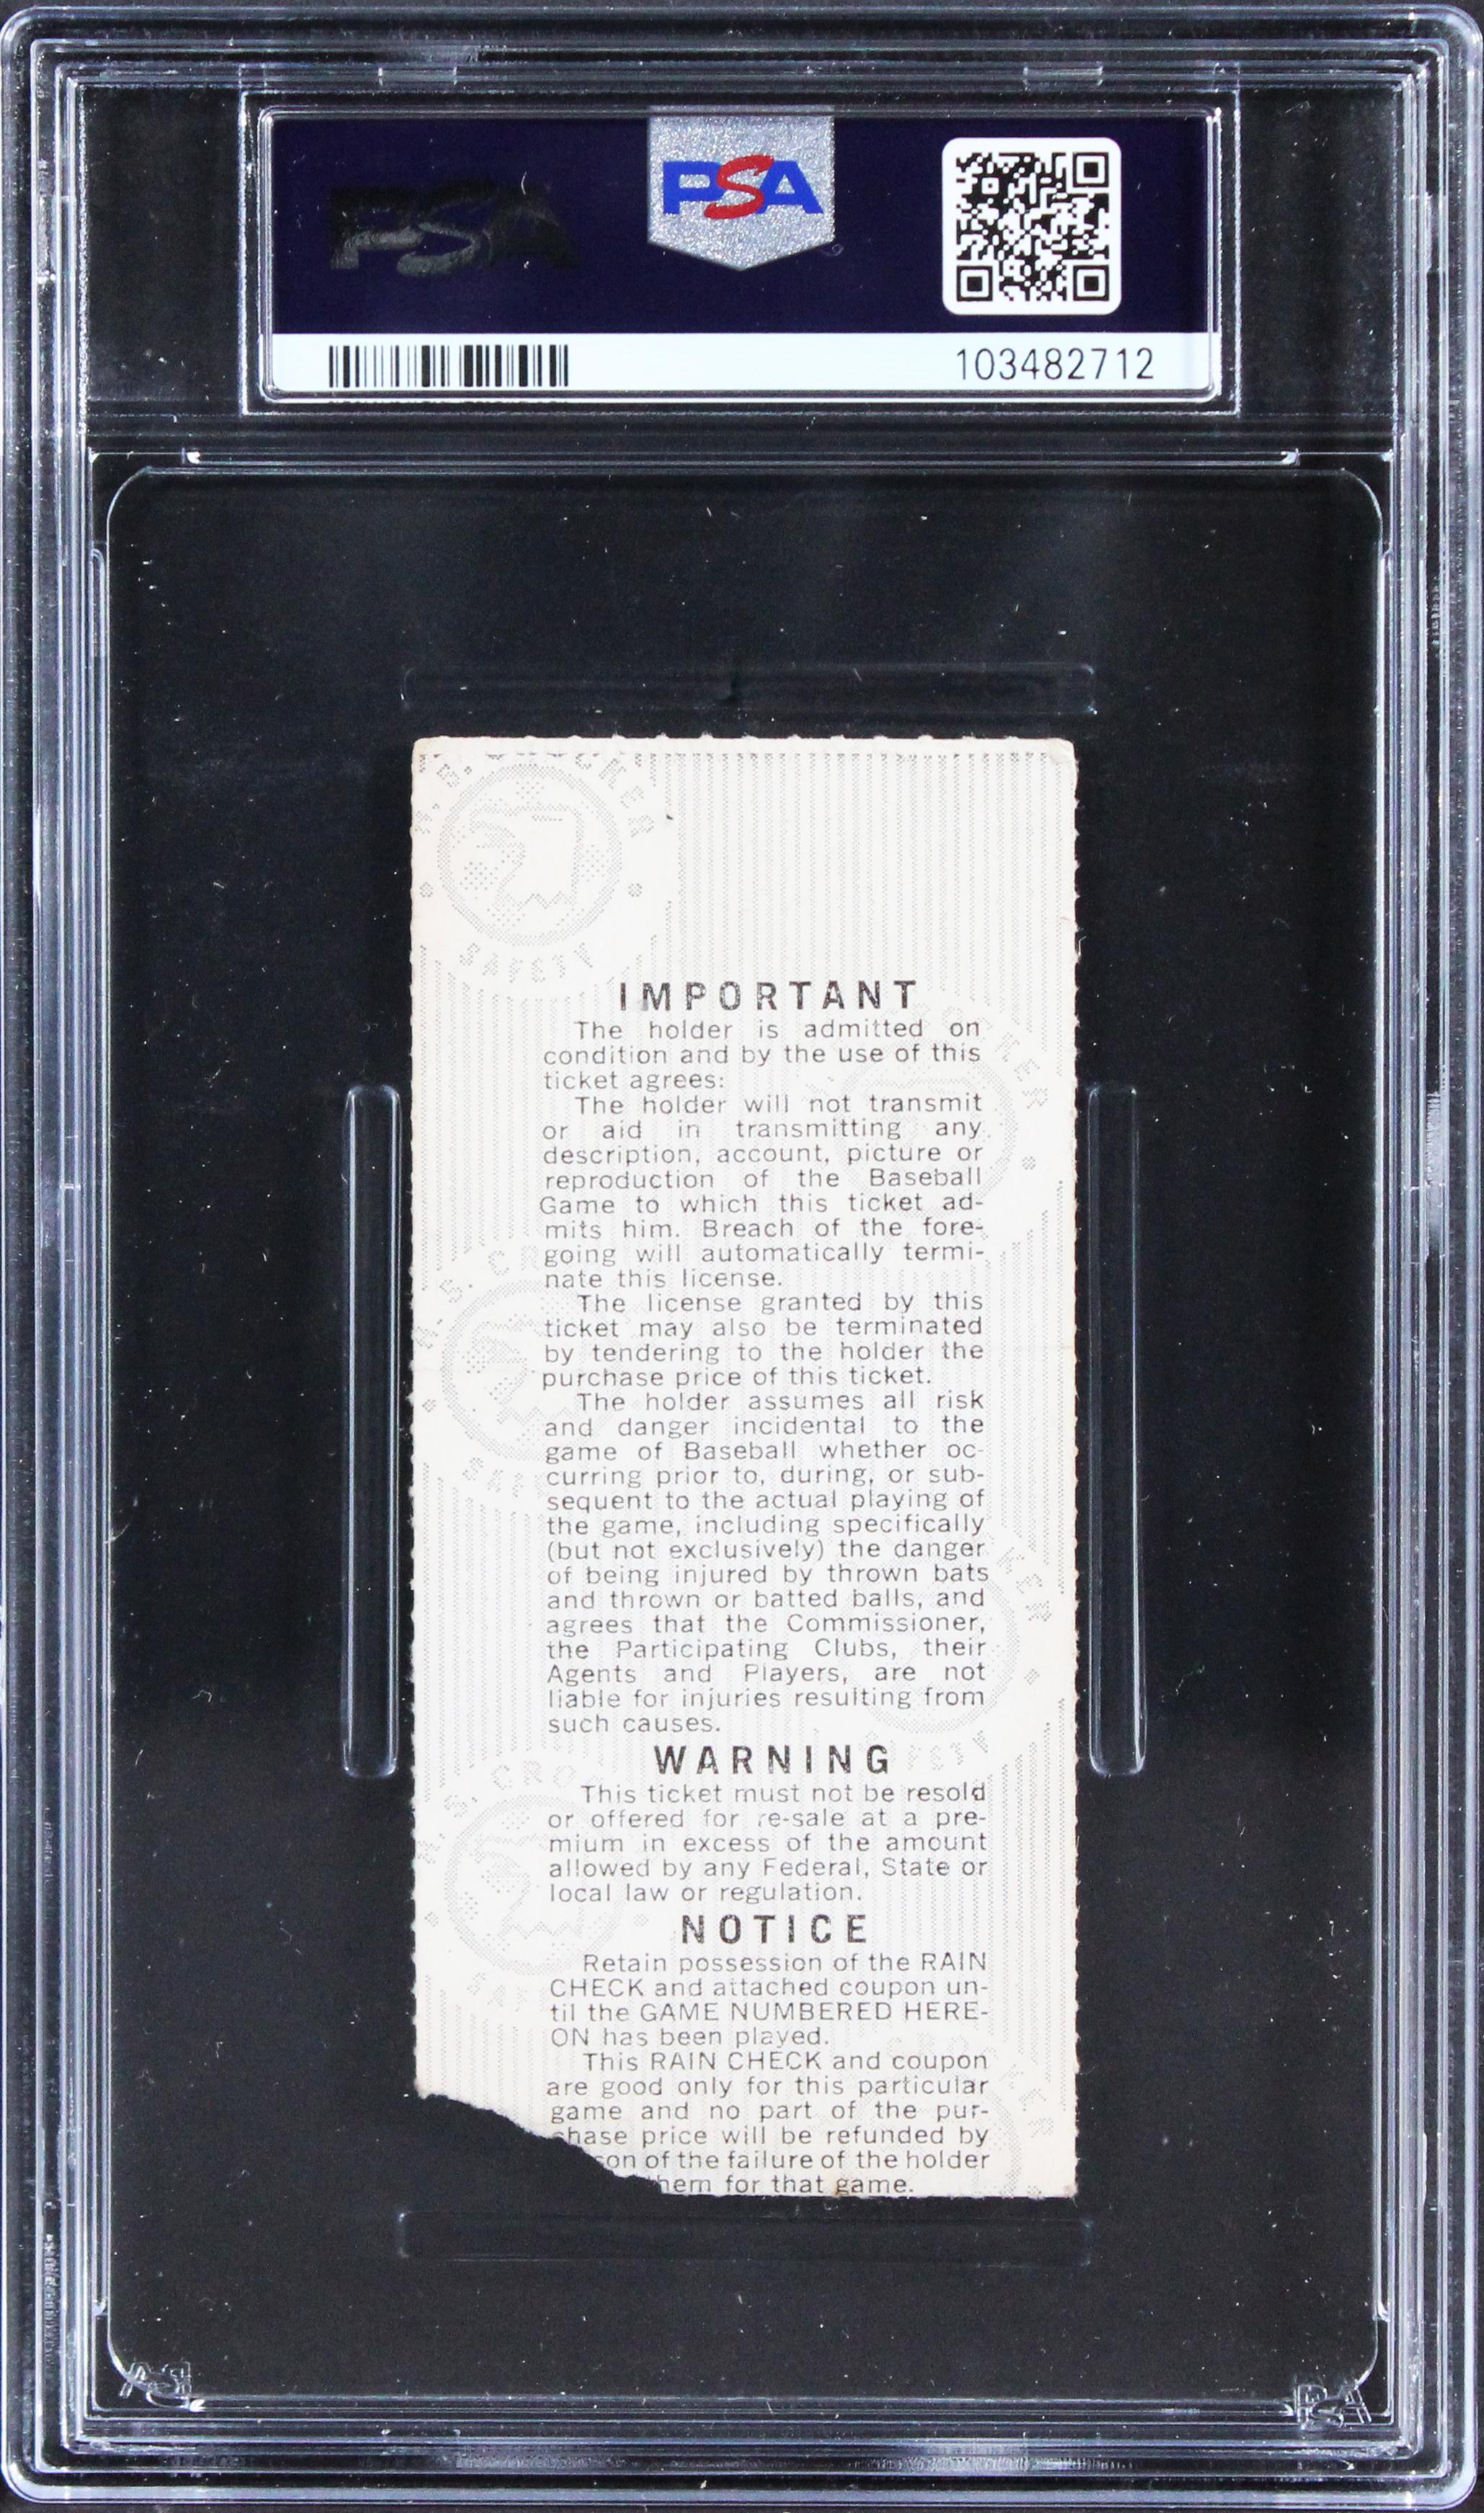 PSA
PSA
103482712
H. S. CROCKER
SAFETY
IMPORTANT
The holder is admitted on
condition and by the use of this
ticket agrees:
The holder will not transmit
or aid in transmitting any
description, account, picture or
reproduction of the Baseball
Game to which this ticket ad-
mits him. Breach of the fore-
going will automatically termi-
nate this license.
The license granted by this
ticket may also be terminated
by tendering to the holder the
purchase price of this ticket.
The holder assumes all risk
and danger incidental to the
game of Baseball whether oc-
curring prior to, during, or sub-
sequent to the actual playing of
the game, including specifically
(but not exclusively) the danger
of being injured by thrown bats
and thrown or batted balls, and
agrees that the Commissioner,
the Participating Clubs, their
Agents and Players, are not
liable for injuries resulting from
such causes.
WARNING
This ticket must not be resold
or offered for re-sale at a pre-
mium in excess of the amount
allowed by any Federal, State or
local law or regulation.
NOTICE
Retain possession of the RAIN
CHECK and attached coupon un-
til the GAME NUMBERED HERE-
ON has been played.
This RAIN CHECK and coupon
are good only for this particular
game and no part of the pur-
chase price will be refunded by
son of the failure of the holder
hem for that game.
PSA
PSA